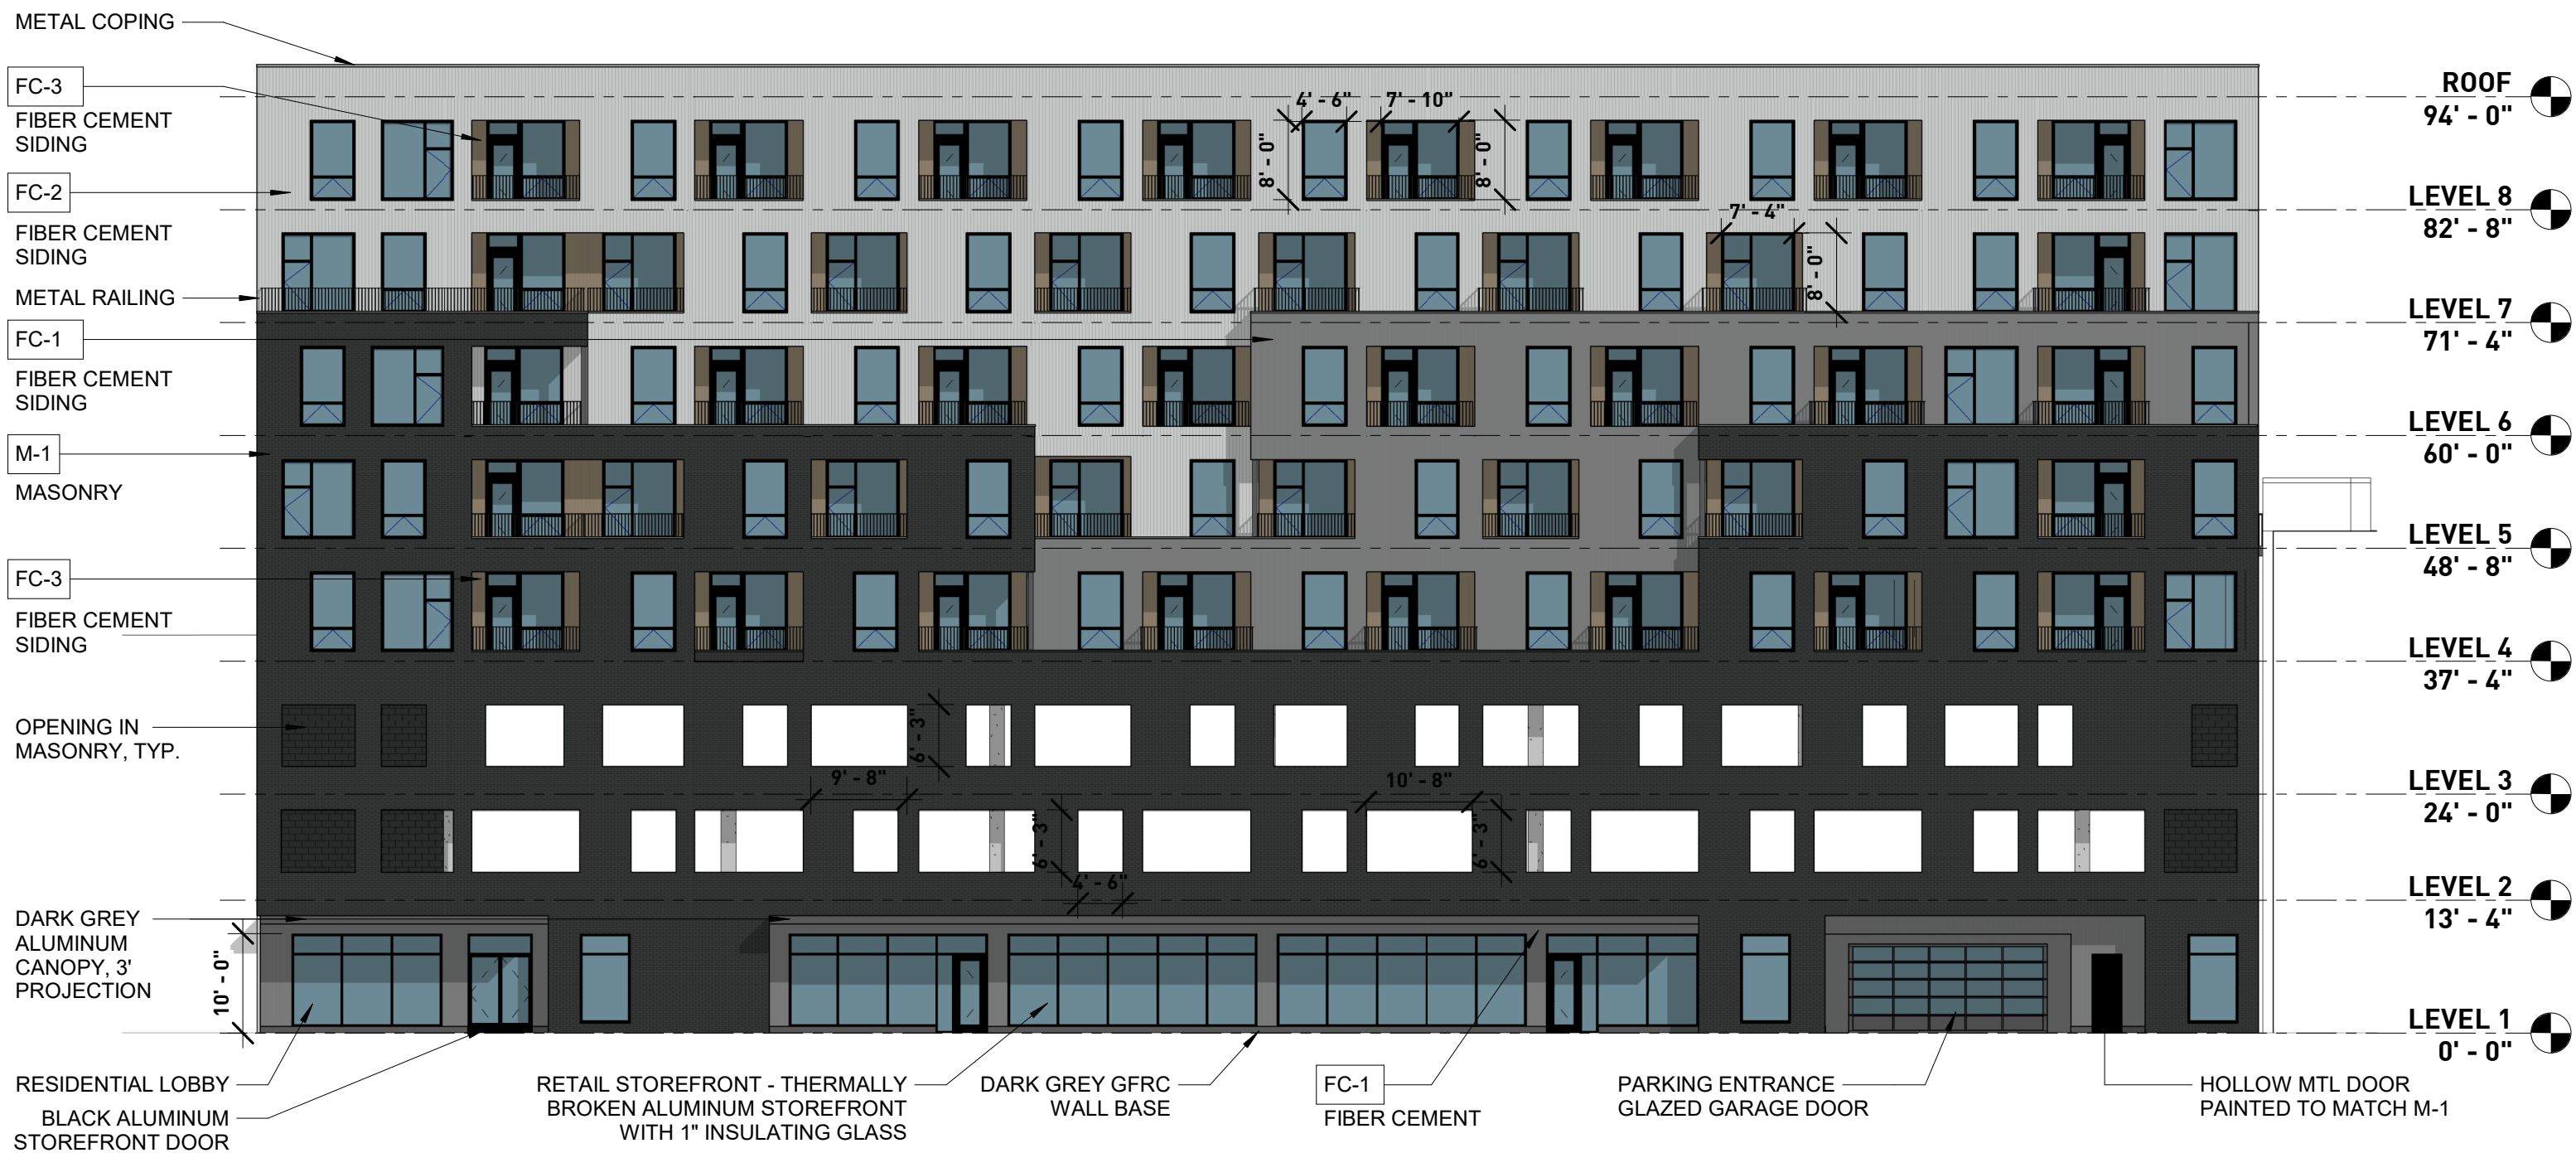 METAL COPING
FC-3
FIBER CEMENT
SIDING
FC-2
FIBER CEMENT
SIDING
METAL RAILING
FC-1
FIBER CEMENT
SIDING
M-1
MASONRY
FC-3
FIBER CEMENT
SIDING
OPENING IN
MASONRY, TYP.
DARK GREY
ALUMINUM
CANOPY, 3'
PROJECTION
10' - 0"
RESIDENTIAL LOBBY
BLACK ALUMINUM
STOREFRONT DOOR
RETAIL STOREFRONT - THERMALLY
BROKEN ALUMINUM STOREFRONT
WITH 1" INSULATING GLASS
DARK GREY GFRC
WALL BASE
FC-1
FIBER CEMENT
PARKING ENTRANCE
GLAZED GARAGE DOOR
HOLLOW MTL DOOR
PAINTED TO MATCH M-1
4' - 6"
7' - 10"
8' - 0"
8' - 0"
7' - 4"
8' - 0"
6' - 3"
9' - 8"
10' - 8"
6' - 3"
6' - 3"
4' - 6"
ROOF
94' - 0"
LEVEL 8
82' - 8"
LEVEL 7
71' - 4"
LEVEL 6
60' - 0"
LEVEL 5
48' - 8"
LEVEL 4
37' - 4"
LEVEL 3
24' - 0"
LEVEL 2
13' - 4"
LEVEL 1
0' - 0"